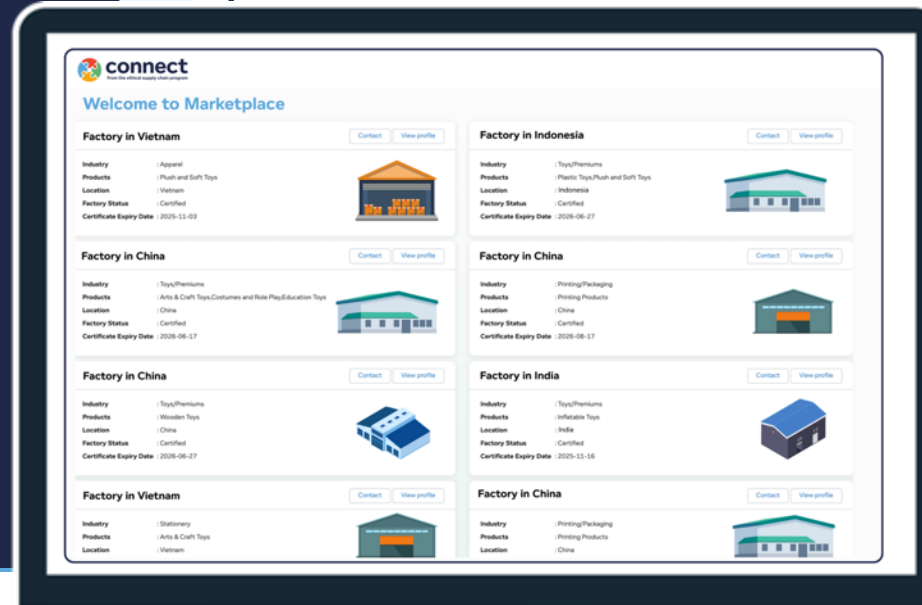 connect
from the ethical supply chain program
Welcome to Marketplace
Factory in Vietnam
Contact
View profile
Industry : Apparel
Products : Plush and Soft Toys
Location : Vietnam
Factory Status : Certified
Certificate Expiry Date : 2025-11-03
Factory in Indonesia
Contact
View profile
Industry : Toys/Premiums
Products : Plastic Toys,Plush and Soft Toys
Location : Indonesia
Factory Status : Certified
Certificate Expiry Date : 2026-06-27
Factory in China
Contact
View profile
Industry : Toys/Premiums
Products : Arts & Craft Toys,Costumes and Role Play,Education Toys
Location : China
Factory Status : Certified
Certificate Expiry Date : 2026-06-17
Factory in China
Contact
View profile
Industry : Printing/Packaging
Products : Printing Products
Location : China
Factory Status : Certified
Certificate Expiry Date : 2026-06-17
Factory in China
Contact
View profile
Industry : Toys/Premiums
Products : Wooden Toys
Location : China
Factory Status : Certified
Certificate Expiry Date : 2026-06-27
Factory in India
Contact
View profile
Industry : Toys/Premiums
Products : Inflatable Toys
Location : India
Factory Status : Certified
Certificate Expiry Date : 2025-11-16
Factory in Vietnam
Contact
View profile
Industry : Stationery
Products : Arts & Craft Toys
Location : Vietnam
Factory in China
Contact
View profile
Industry : Printing/Packaging
Products : Printing Products
Location : China